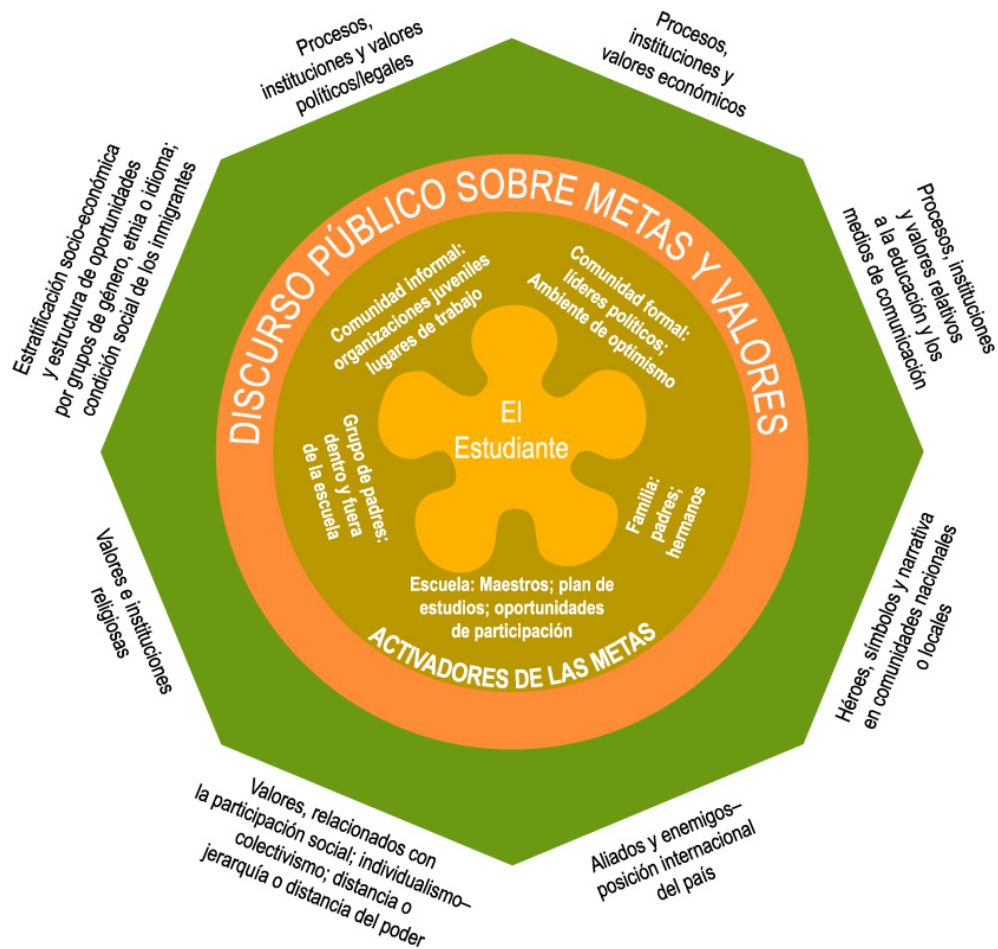 Procesos,
instituciones y valores
políticos/legales
Procesos,
instituciones y
valores económicos
Estratificación socio-económica
y estructura de oportunidades
por grupos de género, etnia o idioma;
condición social de los inmigrantes
Procesos, instituciones
y valores relativos
a la educación y los
medios de comunicación
DISCURSO PÚBLICO SOBRE METAS Y VALORES
Comunidad informal:
organizaciones juveniles
lugares de trabajo
Comunidad formal:
líderes políticos;
Ambiente de optimismo
El
Estudiante
Grupo de padres:
dentro y fuera
de la escuela
Familia:
padres;
hermanos
Escuela: Maestros; plan de
estudios; oportunidades
de participación
ACTIVADORES DE LAS METAS
Valores e instituciones
religiosas
Héroes, símbolos y narrativa
en comunidades nacionales
o locales
Valores, relacionados con
la participación social; individualismo–
colectivismo; distancia o
jerarquía o distancia del poder
Aliados y enemigos–
posición internacional
del país